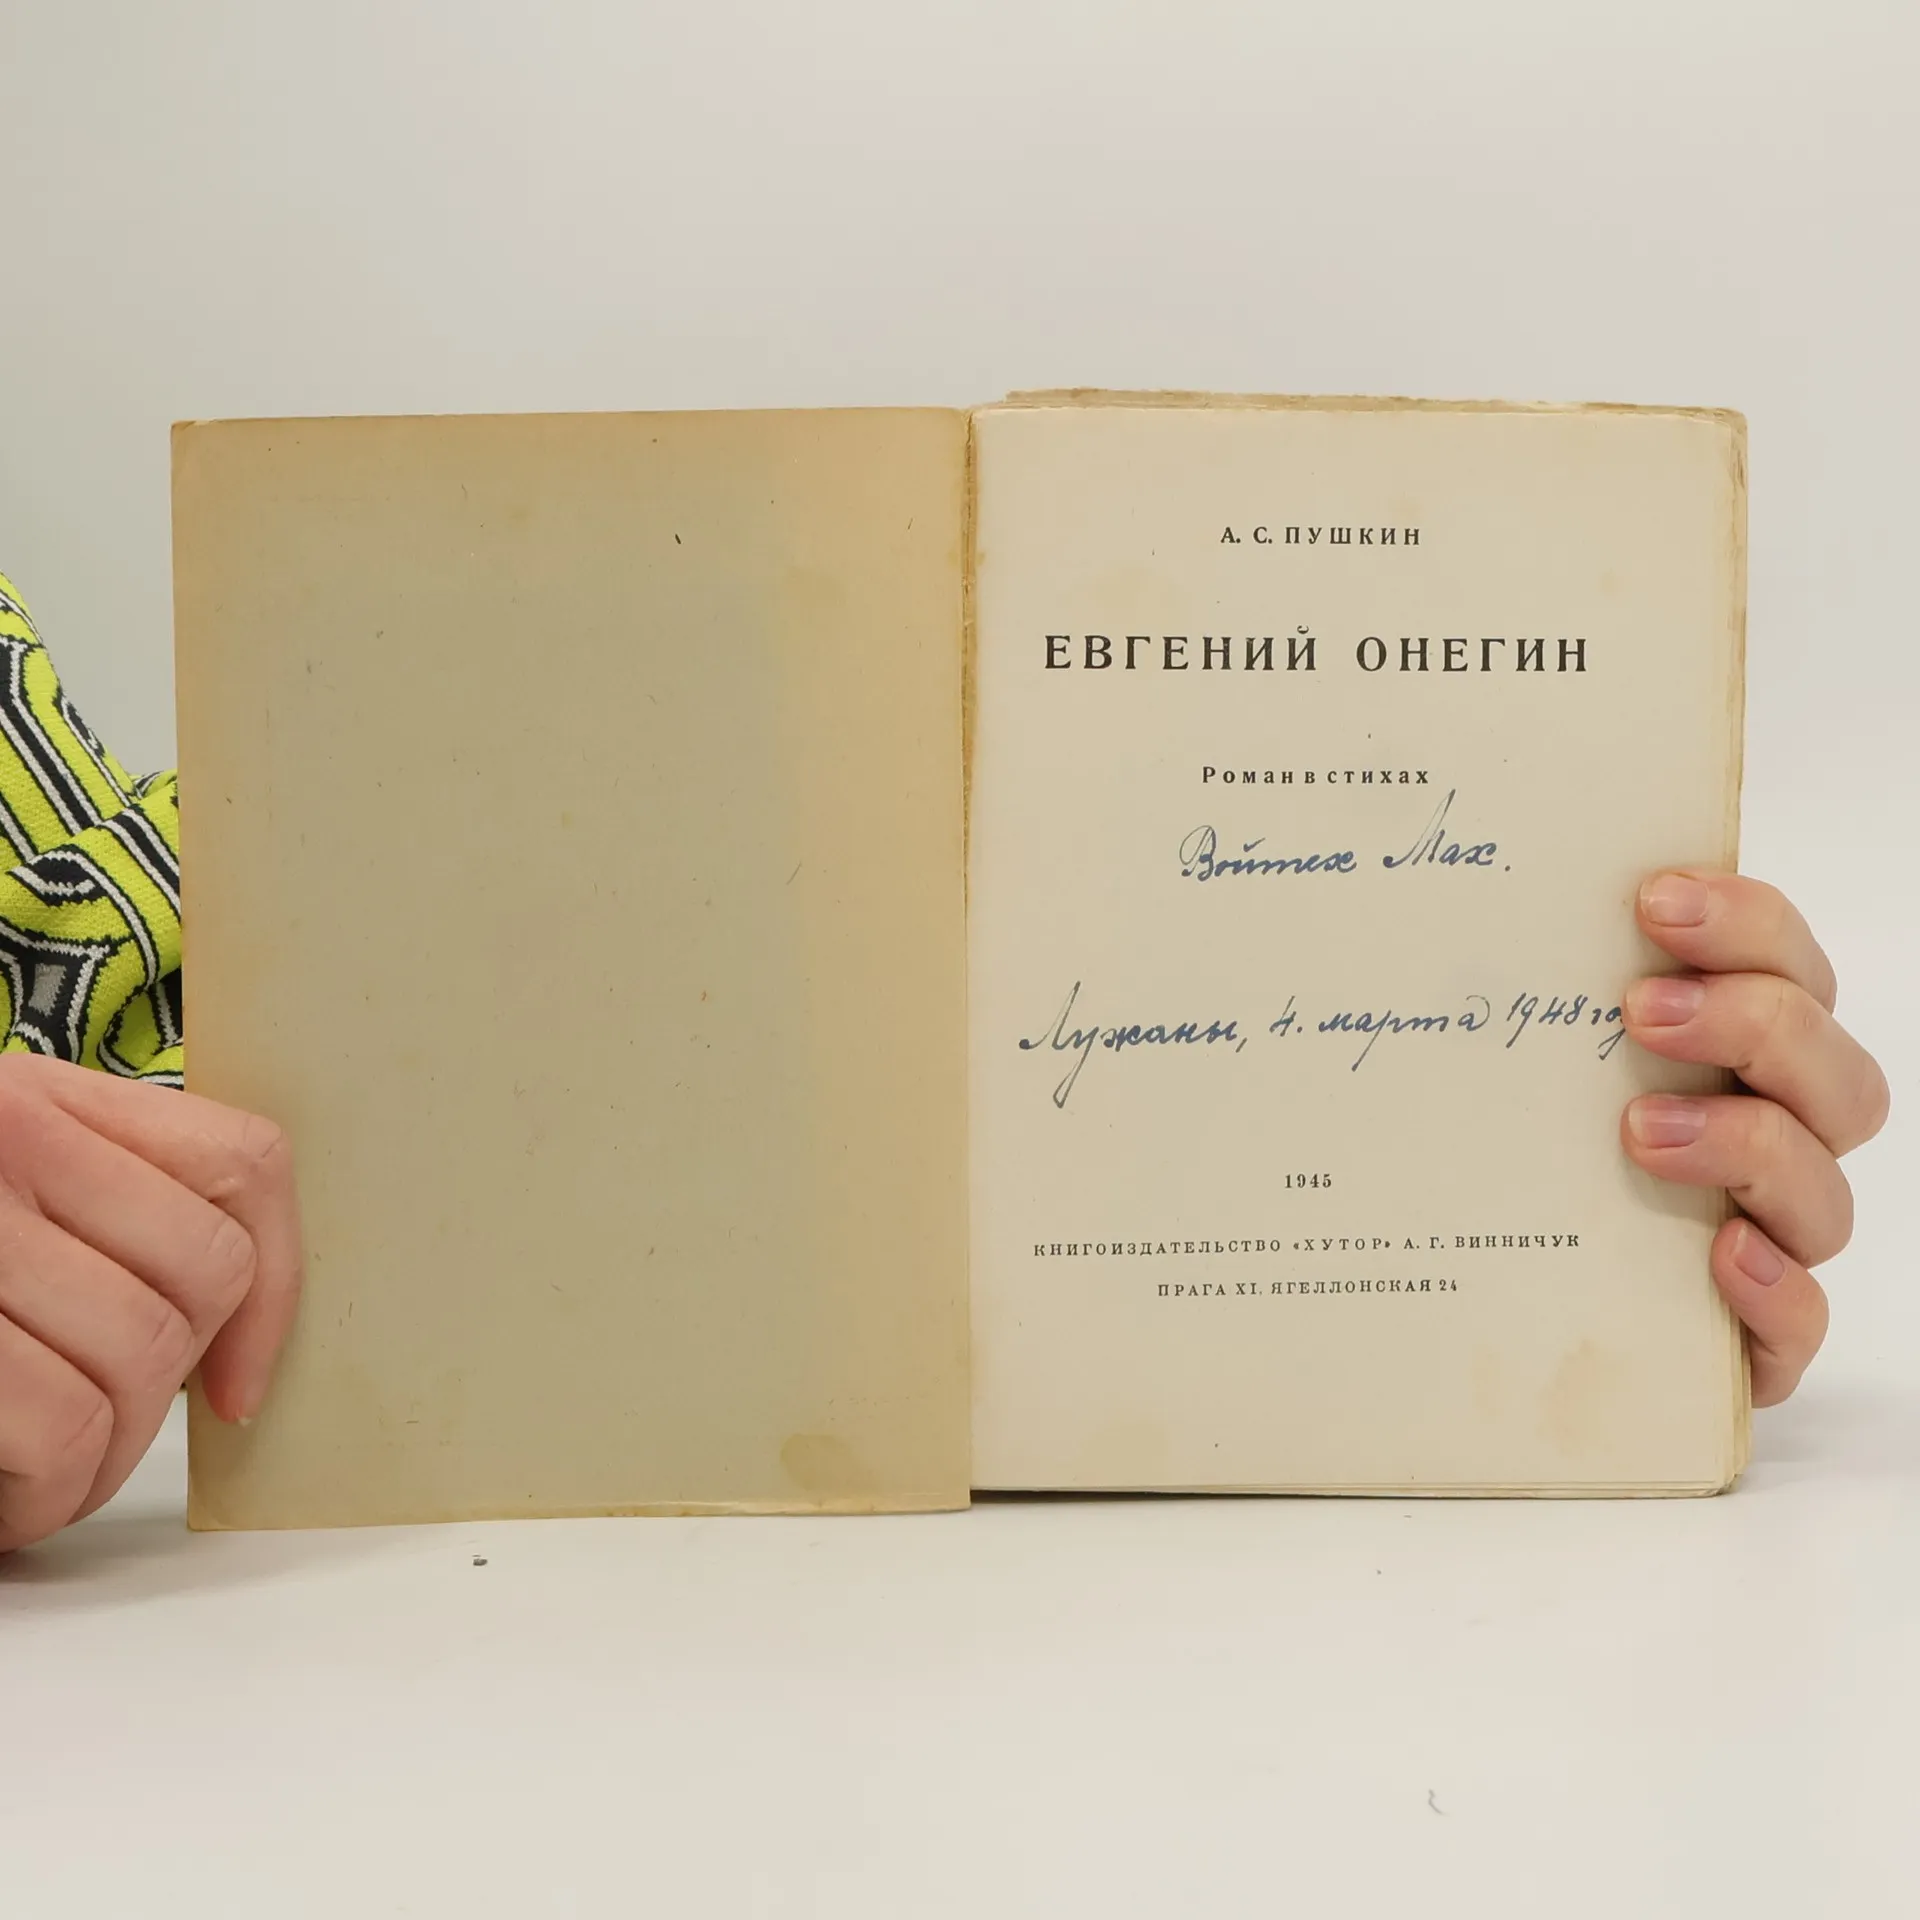 А. С. ПУШКИН
ЕВГЕНИЙ ОНЕГИН
Роман в стихах
Войтех Мах.
Лужаны, 4. марта 1948
1945
КНИГОИЗДАТЕЛЬСТВО «ХУТОР» А. Г. ВИННИЧУК
ПРАГА XI, ЯГЕЛЛОНСКАЯ 24